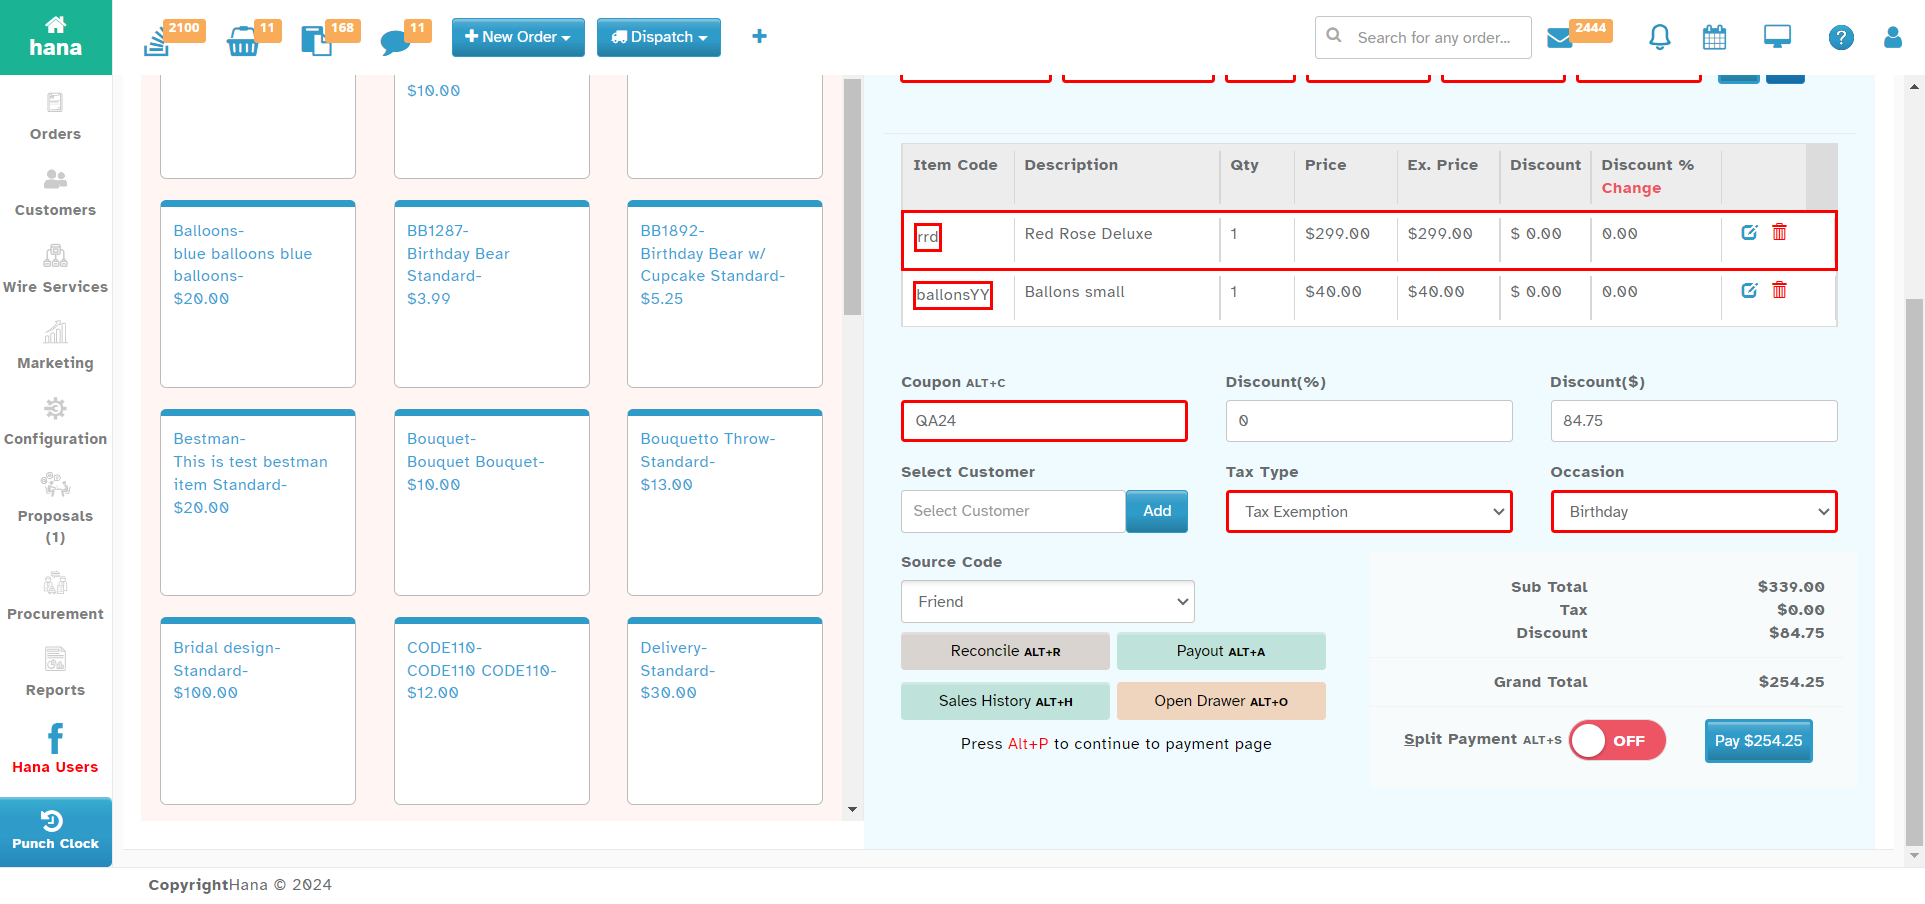 hana
2100
11
168
11
New Order
Dispatch
Search for any order...
2444
Orders
Customers
Wire Services
Marketing
Configuration
Proposals
(1)
Procurement
Reports
Hana Users
Punch Clock
$10.00
Balloons-
blue balloons blue
balloons-
$20.00
BB1287-
Birthday Bear
Standard-
$3.99
BB1892-
Birthday Bear w/
Cupcake Standard-
$5.25
Bestman-
This is test bestman
item Standard-
$20.00
Bouquet-
Bouquet Bouquet-
$10.00
Bouquetto Throw-
Standard-
$13.00
Bridal design-
Standard-
$100.00
CODE110-
CODE110 CODE110-
$12.00
Delivery-
Standard-
$30.00
Item Code Description Qty Price Ex. Price Discount Discount %
Change
rrd Red Rose Deluxe 1 $299.00 $299.00 $ 0.00 0.00
ballonsYY Ballons small 1 $40.00 $40.00 $ 0.00 0.00
Coupon ALT+C Discount(%) Discount($)
QA24 0 84.75
Select Customer Tax Type Occasion
Select Customer Add Tax Exemption Birthday
Source Code
Friend
Reconcile ALT+R Payout ALT+A
Sales History ALT+H Open Drawer ALT+O
Press Alt+P to continue to payment page
Sub Total $339.00
Tax $0.00
Discount $84.75
Grand Total $254.25
Split Payment ALT+S OFF Pay $254.25
CopyrightHana © 2024